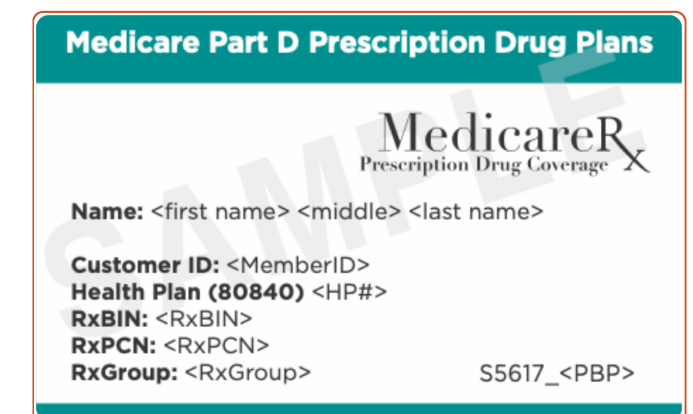 Medicare Part D Prescription Drug Plans
MedicareRx
Prescription Drug Coverage
Name: <first name> <middle> <last name>
Customer ID: <MemberID>
Health Plan (80840) <HP#>
RxBIN: <RxBIN>
RxPCN: <RxPCN>
RxGroup: <RxGroup> S5617_<PBP>
SAMPLE